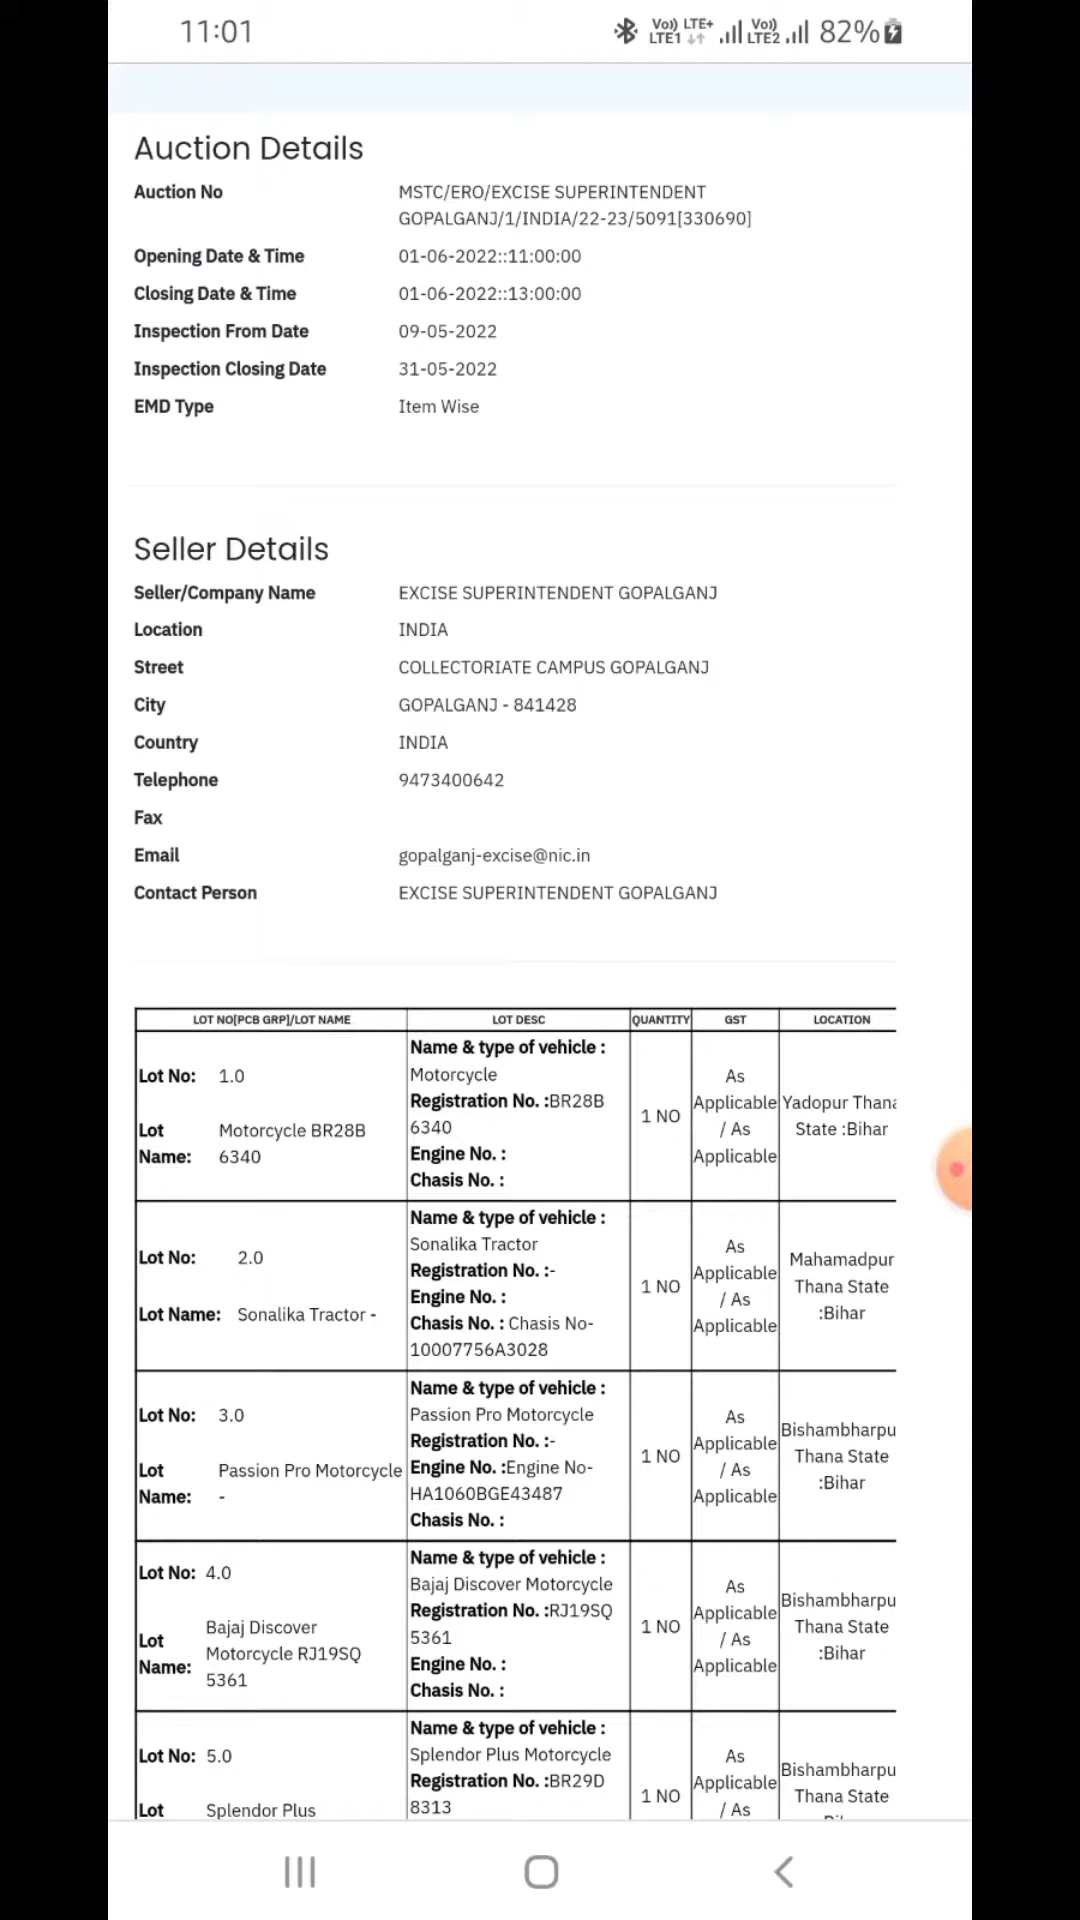 11:01
Vo)) LTE+ LTE1 Vo)) LTE2 82%
Auction Details
Auction No MSTC/ERO/EXCISE SUPERINTENDENT
GOPALGANJ/1/INDIA/22-23/5091[330690]
Opening Date & Time 01-06-2022::11:00:00
Closing Date & Time 01-06-2022::13:00:00
Inspection From Date 09-05-2022
Inspection Closing Date 31-05-2022
EMD Type Item Wise
Seller Details
Seller/Company Name EXCISE SUPERINTENDENT GOPALGANJ
Location INDIA
Street COLLECTORIATE CAMPUS GOPALGANJ
City GOPALGANJ - 841428
Country INDIA
Telephone 9473400642
Fax
Email gopalganj-excise@nic.in
Contact Person EXCISE SUPERINTENDENT GOPALGANJ
LOT NO[PCB GRP]/LOT NAME LOT DESC QUANTITY GST LOCATION
Lot No: 1.0
Lot Name: Motorcycle BR28B
6340
Name & type of vehicle :
Motorcycle
Registration No. :BR28B
6340
Engine No. :
Chasis No. :
1 NO
As
Applicable
/ As
Applicable
Yadopur Thana
State :Bihar
Lot No: 2.0
Lot Name: Sonalika Tractor -
Name & type of vehicle :
Sonalika Tractor
Registration No. :-
Engine No. :
Chasis No. : Chasis No-
10007756A3028
1 NO
As
Applicable
/ As
Applicable
Mahamadpur
Thana State
:Bihar
Lot No: 3.0
Lot Name: Passion Pro Motorcycle
-
Name & type of vehicle :
Passion Pro Motorcycle
Registration No. :-
Engine No. :Engine No-
HA1060BGE43487
Chasis No. :
1 NO
As
Applicable
/ As
Applicable
Bishambharpu
Thana State
:Bihar
Lot No: 4.0
Lot Name: Bajaj Discover
Motorcycle RJ19SQ
5361
Name & type of vehicle :
Bajaj Discover Motorcycle
Registration No. :RJ19SQ
5361
Engine No. :
Chasis No. :
1 NO
As
Applicable
/ As
Applicable
Bishambharpu
Thana State
:Bihar
Lot No: 5.0
Lot Splendor Plus
Name & type of vehicle :
Splendor Plus Motorcycle
Registration No. :BR29D
8313
1 NO
As
Applicable
/ As
Bishambharpu
Thana State